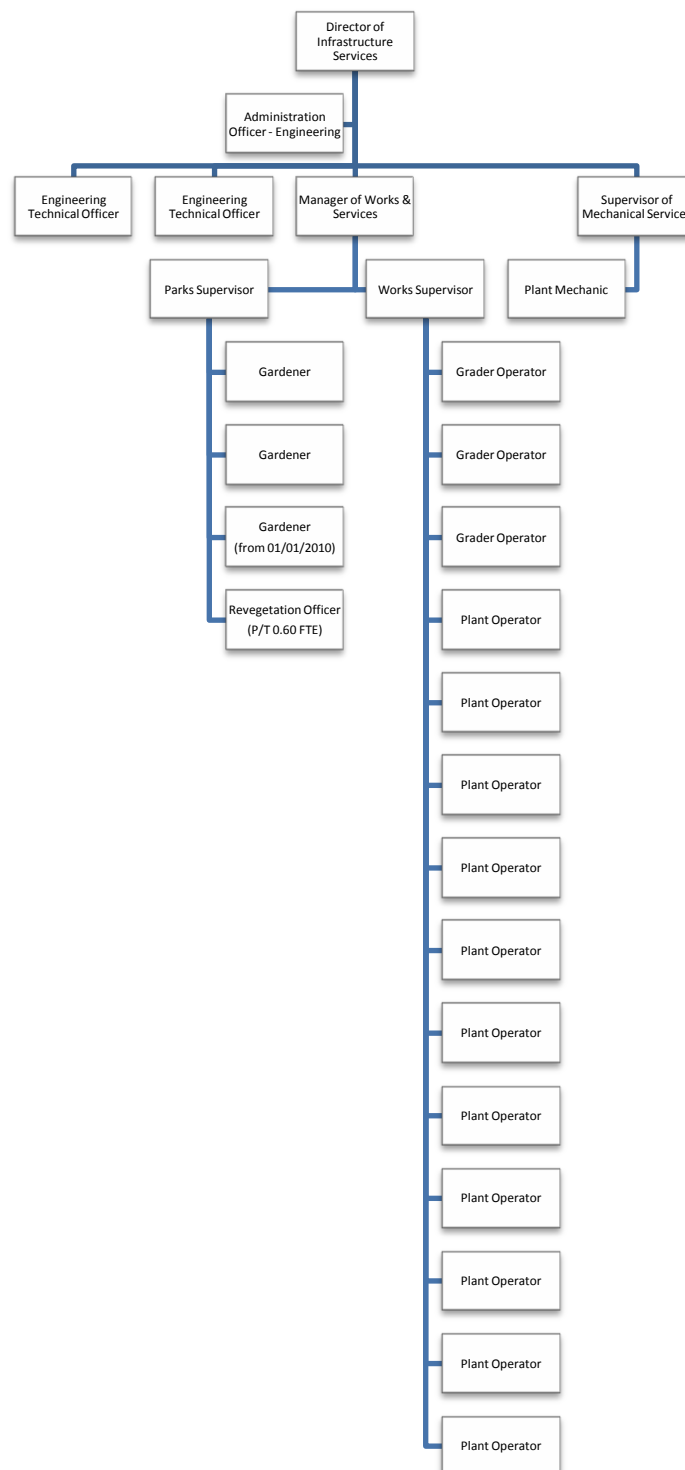 Director of
Infrastructure
Services
Administration
Officer - Engineering
Engineering
Technical Officer
Engineering
Technical Officer
Manager of Works &
Services
Supervisor of
Mechanical Service
Parks Supervisor
Works Supervisor
Plant Mechanic
Gardener
Grader Operator
Gardener
Grader Operator
Gardener
(from 01/01/2010)
Grader Operator
Revegetation Officer
(P/T 0.60 FTE)
Plant Operator
Plant Operator
Plant Operator
Plant Operator
Plant Operator
Plant Operator
Plant Operator
Plant Operator
Plant Operator
Plant Operator
Plant Operator